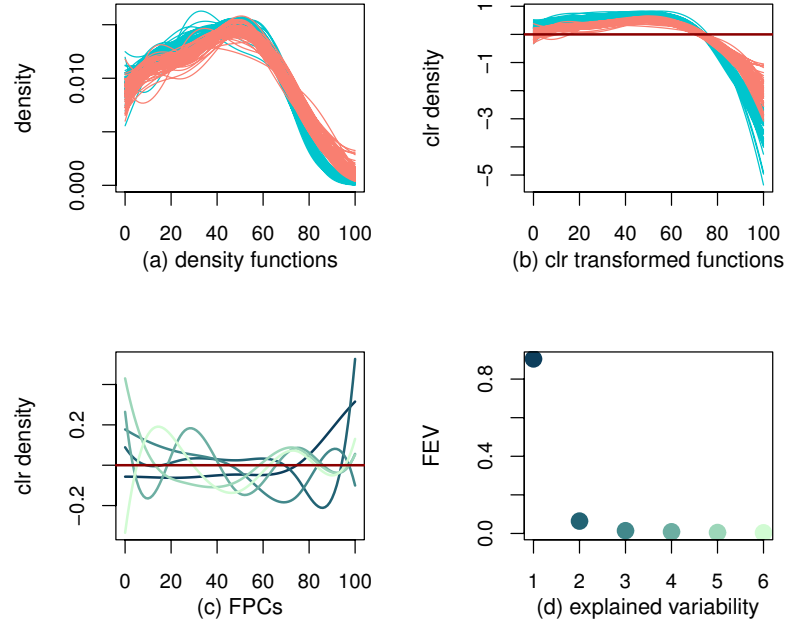 density
0.000
0.010
0 20 40 60 80 100
(a) density functions
clr density
1
-1
-2
-3
-5
0 20 40 60 80 100
(b) clr transformed functions
clr density
0.2
-0.2
0 20 40 60 80 100
(c) FPCs
FEV
0.8
0.4
0.0
1 2 3 4 5 6
(d) explained variability